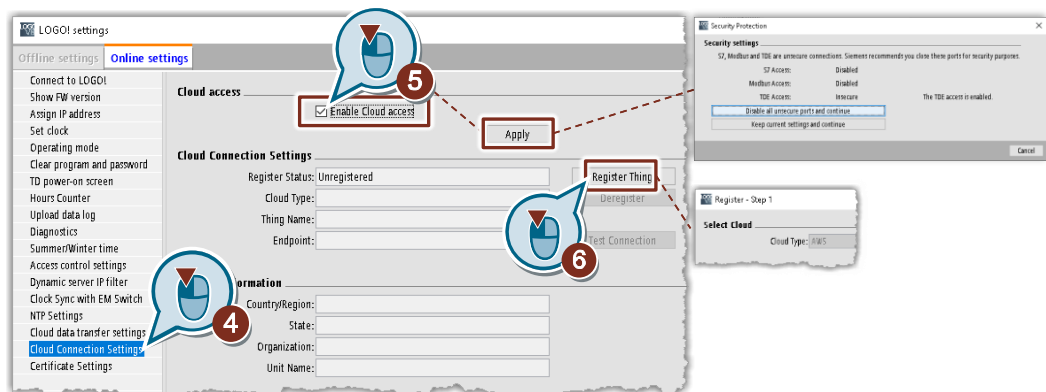 LOGO! settings
Offline settings Online settings
Connect to LOGO!
Show FW version
Assign IP address
Set clock
Operating mode
Clear program and password
TD power-on screen
Hours Counter
Upload data log
Diagnostics
Summer/Winter time
Access control settings
Dynamic server IP filter
Clock Sync with EM Switch
NTP Settings
Cloud data transfer settings
Cloud Connection Settings
Certificate Settings
4
Cloud access
Enable Cloud access
5
Apply
Cloud Connection Settings
Register Status: Unregistered
Register Thing
Cloud Type:
Deregister
Thing Name:
Endpoint:
Test Connection
6
ormation
Country/Region:
State:
Organization:
Unit Name:
Security Protection
Security settings
S7, Modbus and TDE are unsecure connections. Siement recommends you close these ports for security purposes.
S7 Access: Disabled
Modbus Access: Disabled
TDE Access: Insecure The TDE access is enabled.
Disable all unsecure ports and continue
Keep current settings and continue
Cancel
Register - Step 1
Select Cloud
Cloud Type: AWS